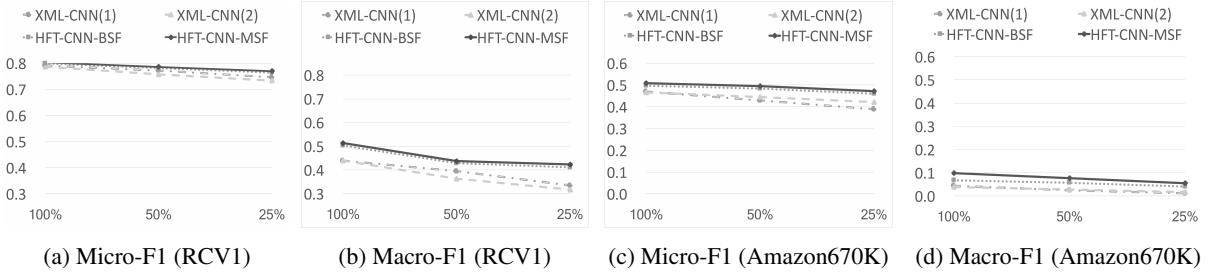 XML-CNN(1) XML-CNN(2)
HFT-CNN-BSF HFT-CNN-MSF
0.8
0.7
0.6
0.5
0.4
0.3
100% 50% 25%
(a) Micro-F1 (RCV1)
XML-CNN(1) XML-CNN(2)
HFT-CNN-BSF HFT-CNN-MSF
0.8
0.7
0.6
0.5
0.4
0.3
100% 50% 25%
(b) Macro-F1 (RCV1)
XML-CNN(1) XML-CNN(2)
HFT-CNN-BSF HFT-CNN-MSF
0.6
0.5
0.4
0.3
0.2
0.1
0.0
100% 50% 25%
(c) Micro-F1 (Amazon670K)
XML-CNN(1) XML-CNN(2)
HFT-CNN-BSF HFT-CNN-MSF
0.6
0.5
0.4
0.3
0.2
0.1
0.0
100% 50% 25%
(d) Macro-F1 (Amazon670K)